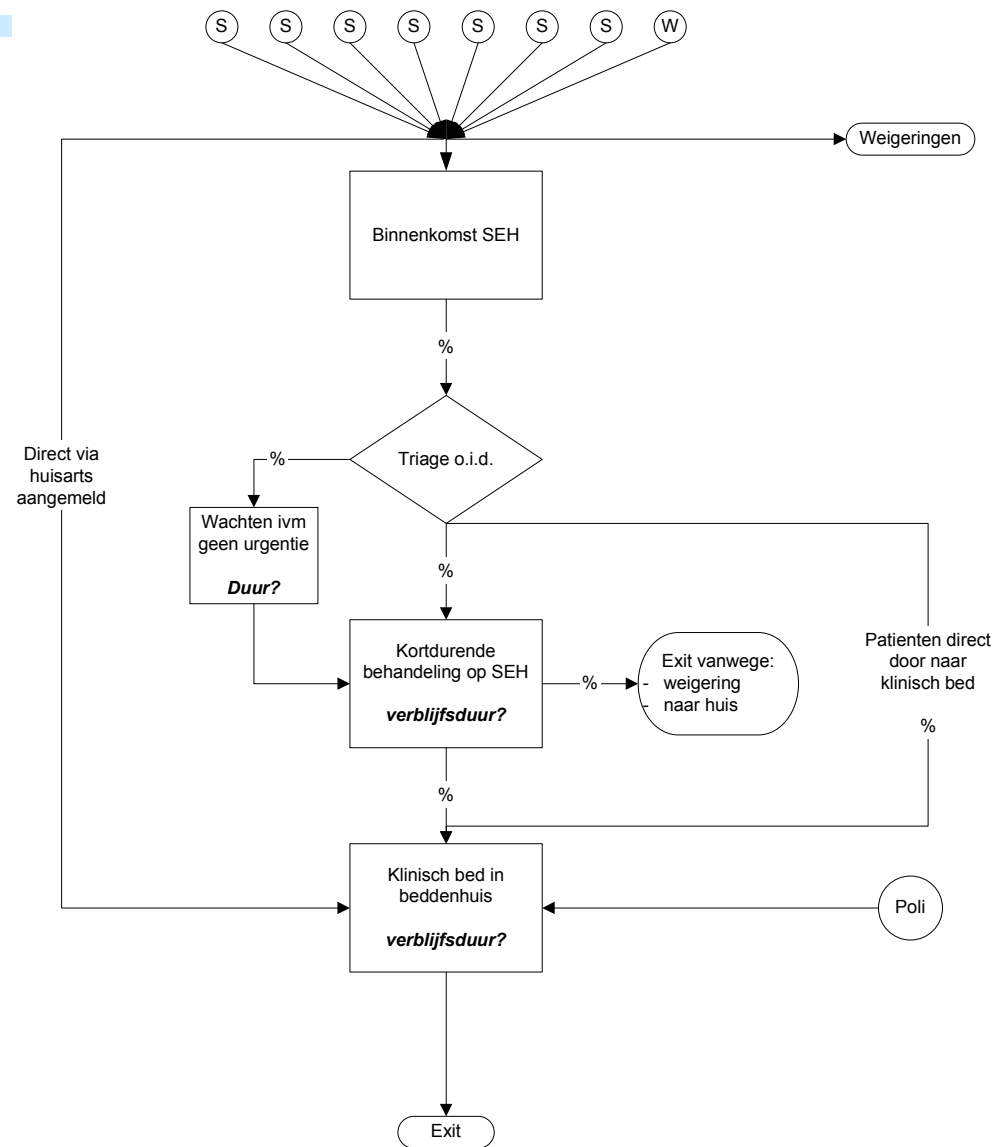 S S S S S S S W
Weigeringen
Binnenkomst SEH
%
Direct via
huisarts
aangemeld
Triage o.i.d.
%
Wachten ivm
geen urgentie
Duur?
%
Kortdurende
behandeling op SEH
verblijfsduur?
%
Exit vanwege:
- weigering
- naar huis
Patienten direct
door naar
klinisch bed
%
%
Klinisch bed in
beddenhuis
verblijfsduur?
Poli
Exit